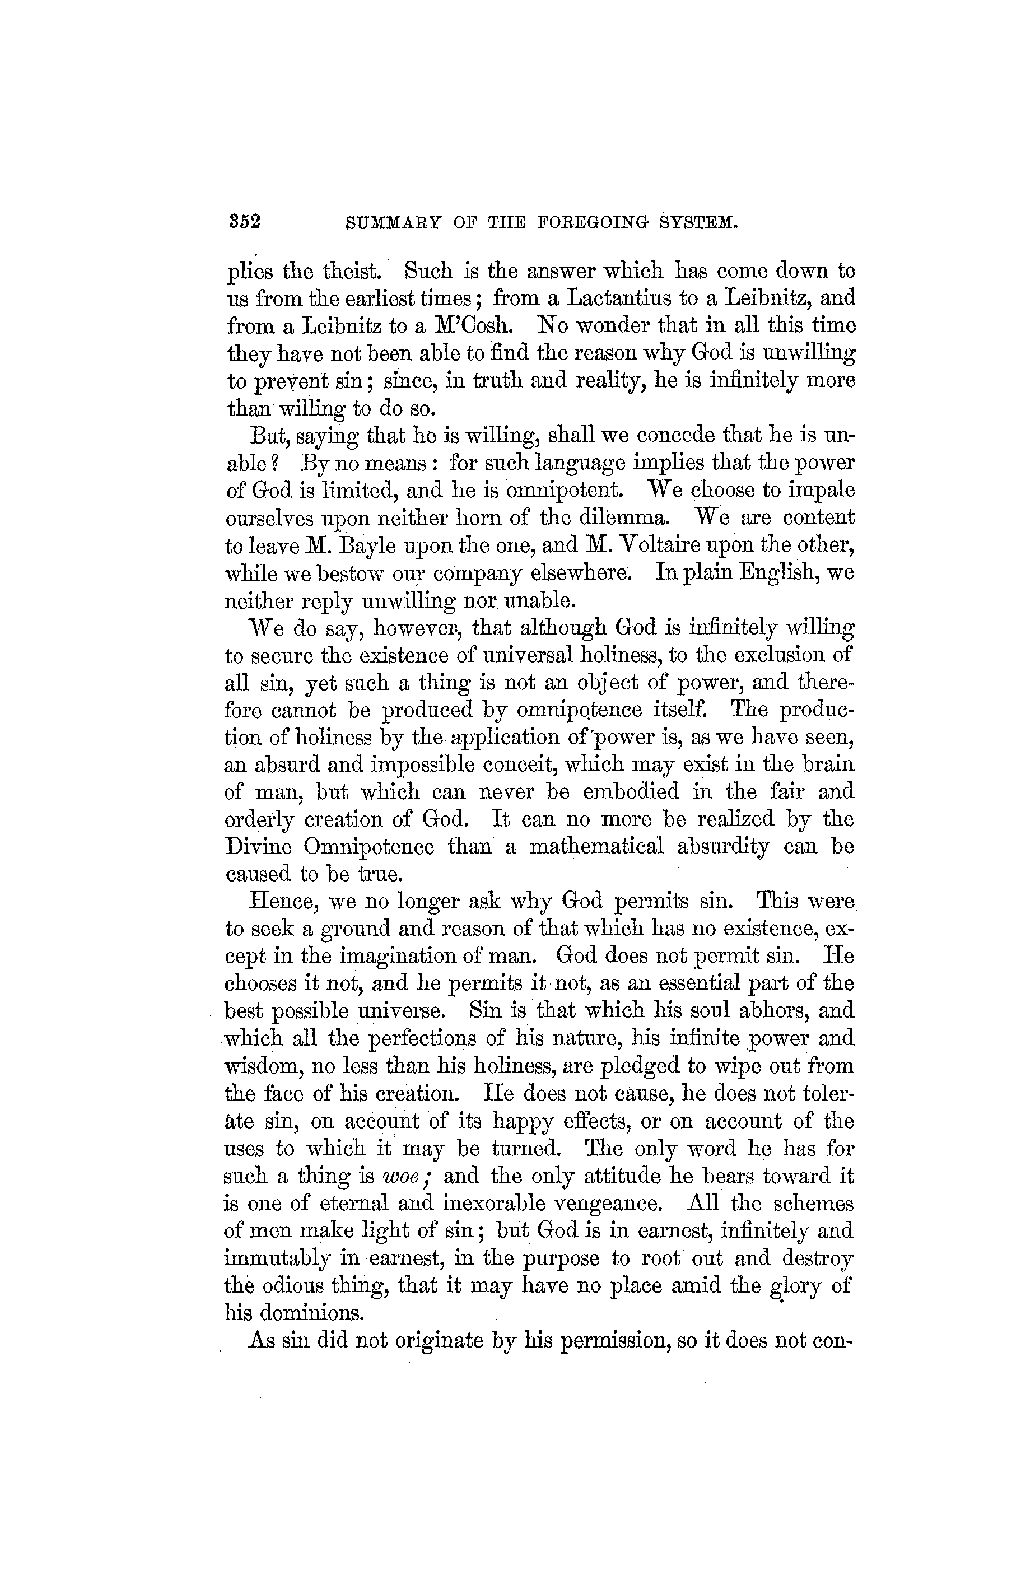 352 SUMMARY OF THE FOREGOING SYSTEM.
plies the theist. Such is the answer which has come down to
us from the earliest times; from a Lactantius to a Leibnitz, and
from a Leibnitz to a M'Cosh. No wonder that in all this time
they have not been able to find the reason why God is unwilling
to prevent sin; since, in truth and reality, he is infinitely more
than willing to do so.
But, saying that he is willing, shall we concede that he is un-
able? By no means: for such language implies that the power
of God is limited, and he is omnipotent. We choose to impale
ourselves upon neither horn of the dilemma. We are content
to leave M. Bayle upon the one, and M. Voltaire upon the other,
while we bestow our company elsewhere. In plain English, we
neither reply unwilling nor unable.
We do say, however, that although God is infinitely willing
to secure the existence of universal holiness, to the exclusion of
all sin, yet such a thing is not an object of power, and there-
fore cannot be produced by omnipotence itself. The produc-
tion of holiness by the application of power is, as we have seen,
an absurd and impossible conceit, which may exist in the brain
of man, but which can never be embodied in the fair and
orderly creation of God. It can no more be realized by the
Divine Omnipotence than a mathematical absurdity can be
caused to be true.
Hence, we no longer ask why God permits sin. This were
to seek a ground and reason of that which has no existence, ex-
cept in the imagination of man. God does not permit sin. He
chooses it not, and he permits it not, as an essential part of the
best possible universe. Sin is that which his soul abhors, and
which all the perfections of his nature, his infinite power and
wisdom, no less than his holiness, are pledged to wipe out from
the face of his creation. He does not cause, he does not toler-
ate sin, on account of its happy effects, or on account of the
uses to which it may be turned. The only word he has for
such a thing is woe; and the only attitude he bears toward it
is one of eternal and inexorable vengeance. All the schemes
of men make light of sin; but God is in earnest, infinitely and
immutably in earnest, in the purpose to root out and destroy
the odious thing, that it may have no place amid the glory of
his dominions.
As sin did not originate by his permission, so it does not con-